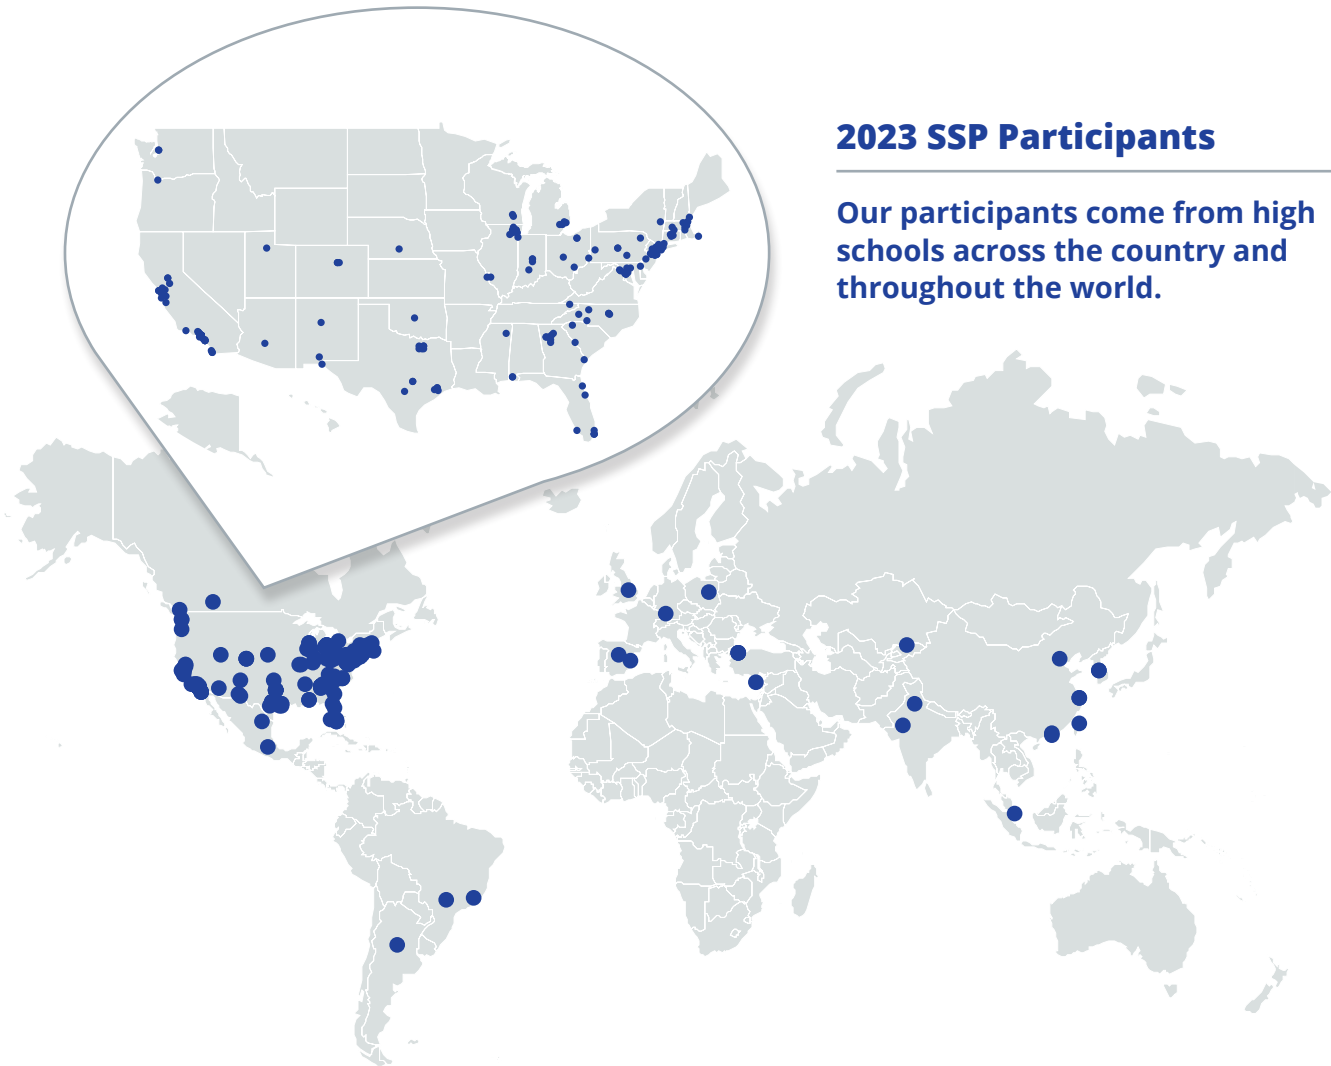 2023 SSP Participants
Our participants come from high
schools across the country and
throughout the world.